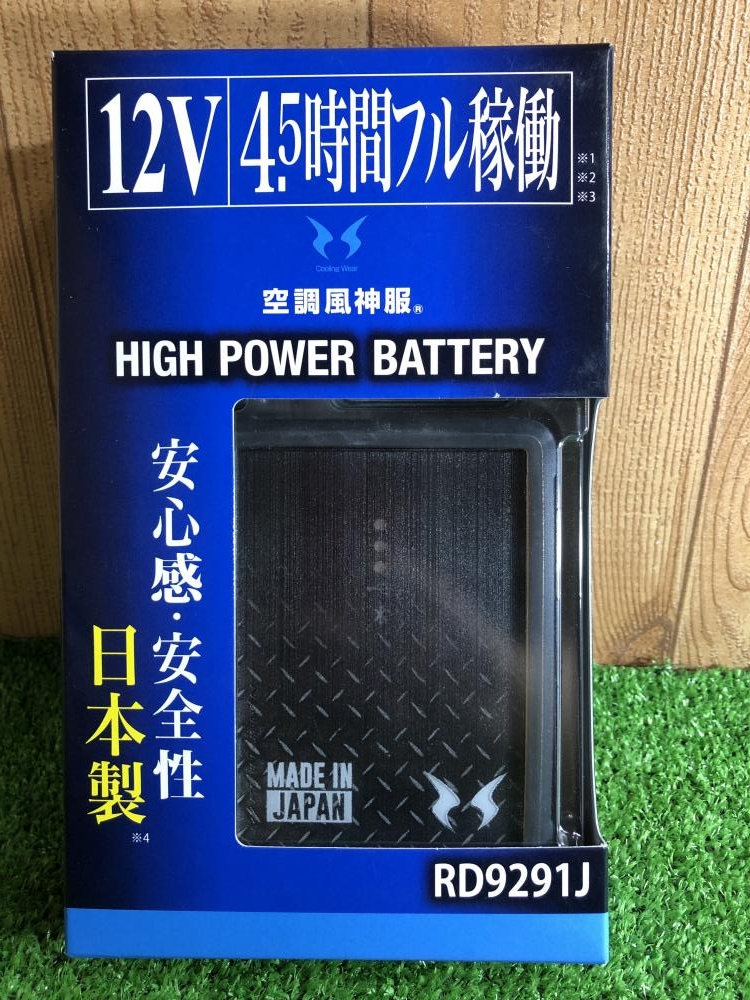 12V 4.5時間フル稼働
※1
※2
※3
Cooling Wear
空調風神服®
HIGH POWER BATTERY
安心感・安全性
日本製
※4
MADE IN
JAPAN
RD9291J